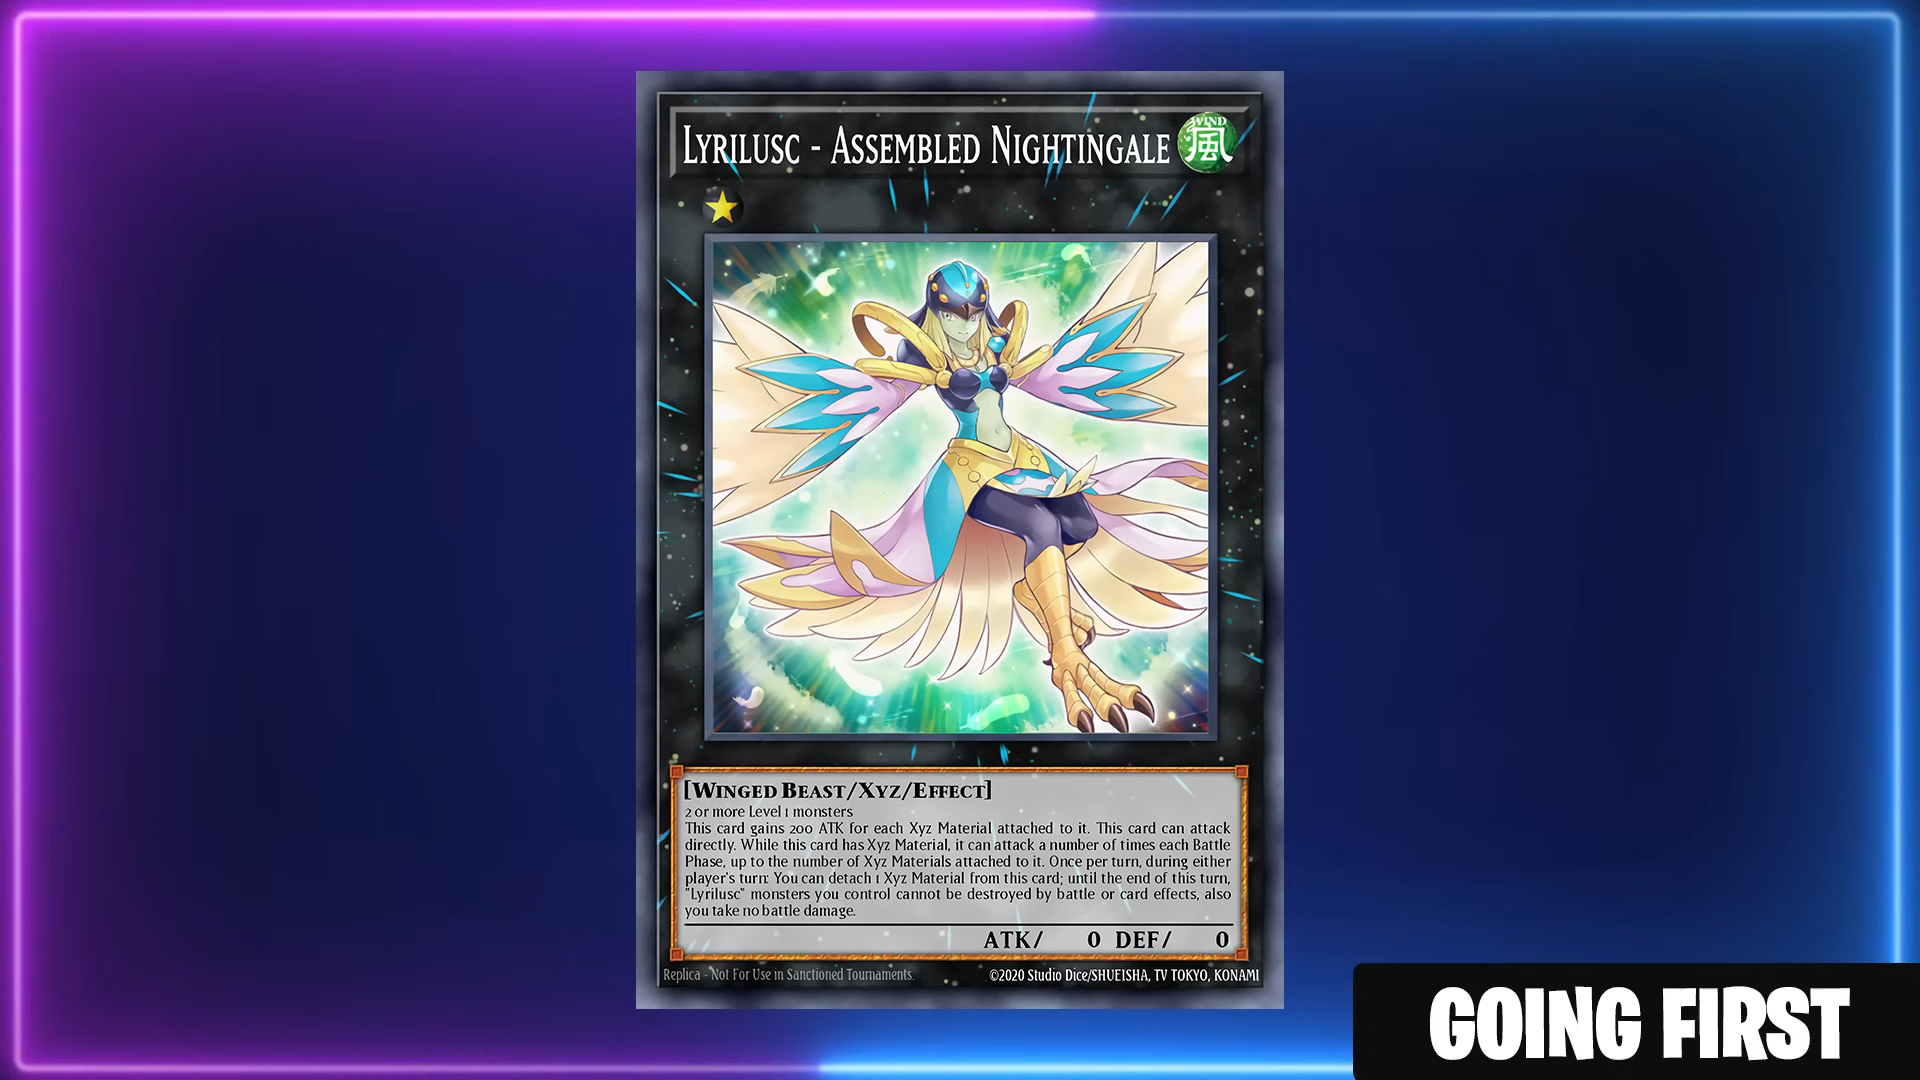 Lyrilusc - Assembled Nightingale
WIND
風
[Winged Beast/Xyz/Effect]
2 or more Level 1 monsters
This card gains 200 ATK for each Xyz Material attached to it. This card can attack
directly. While this card has Xyz Material, it can attack a number of times each Battle
Phase, up to the number of Xyz Materials attached to it. Once per turn, during either
player's turn: You can detach 1 Xyz Material from this card; until the end of this turn,
"Lyrilusc" monsters you control cannot be destroyed by battle or card effects, also
you take no battle damage.
ATK/ 0 DEF/ 0
Replica - Not For Use in Sanctioned Tournaments. ©2020 Studio Dice/SHUEISHA, TV TOKYO, KONAMI
GOING FIRST